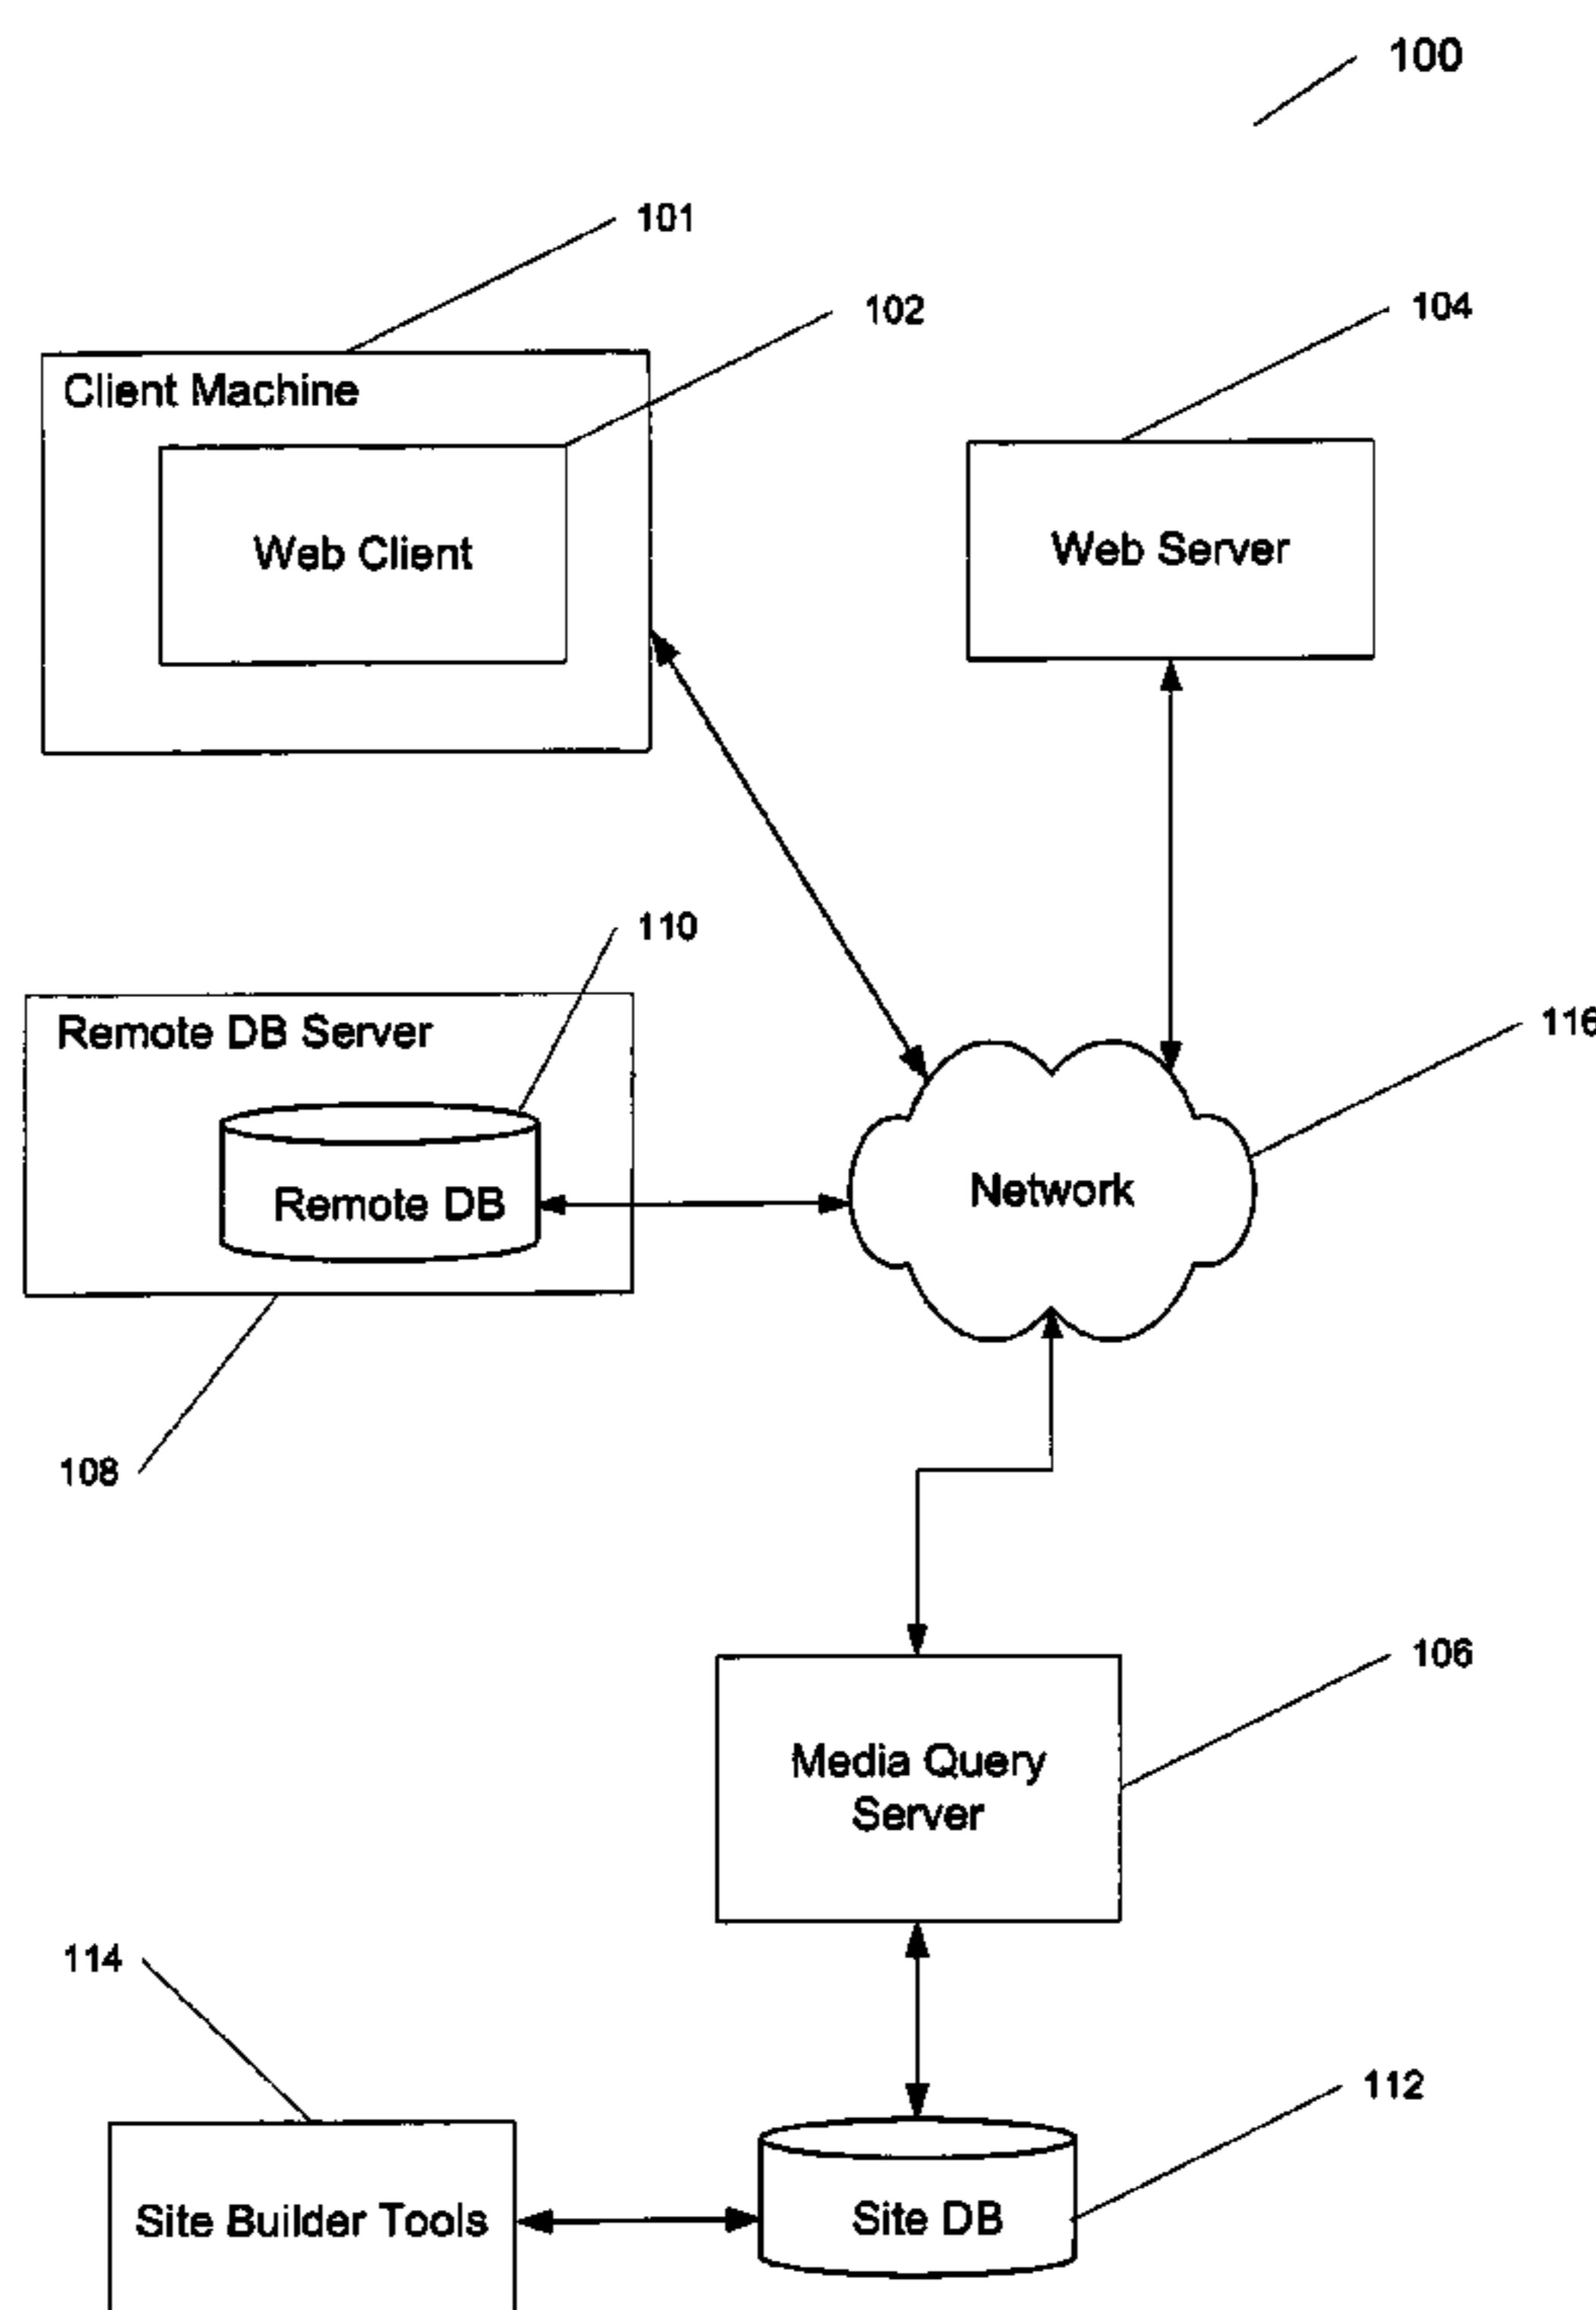 100
101
102
104
Client Machine
Web Client
Web Server
110
Remote DB Server
116
Remote DB
Network
108
106
Media Query
Server
114
112
Site Builder Tools
Site DB